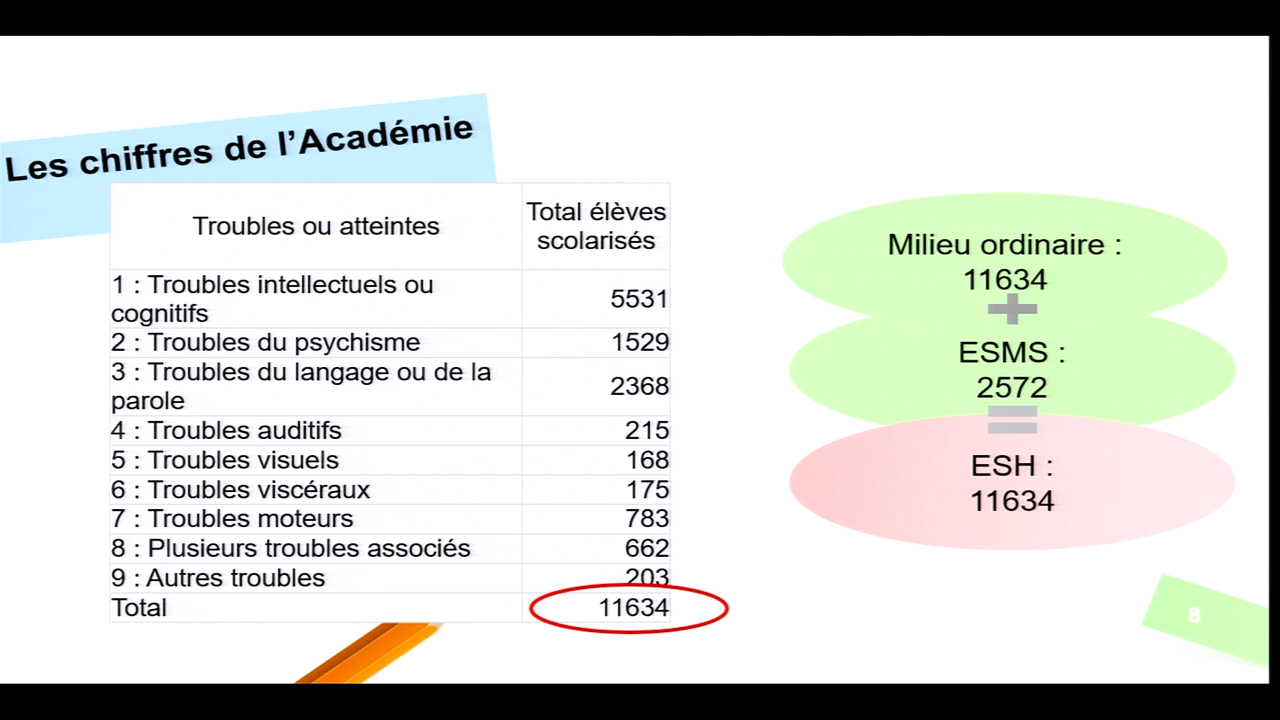 Les chiffres de l’Académie
Troubles ou atteintes
Total élèves
scolarisés
1 : Troubles intellectuels ou
cognitifs
5531
2 : Troubles du psychisme
1529
3 : Troubles du langage ou de la
parole
2368
4 : Troubles auditifs
215
5 : Troubles visuels
168
6 : Troubles viscéraux
175
7 : Troubles moteurs
783
8 : Plusieurs troubles associés
662
9 : Autres troubles
203
Total
11634
Milieu ordinaire :
11634
+
ESMS :
2572
=
ESH :
11634
8